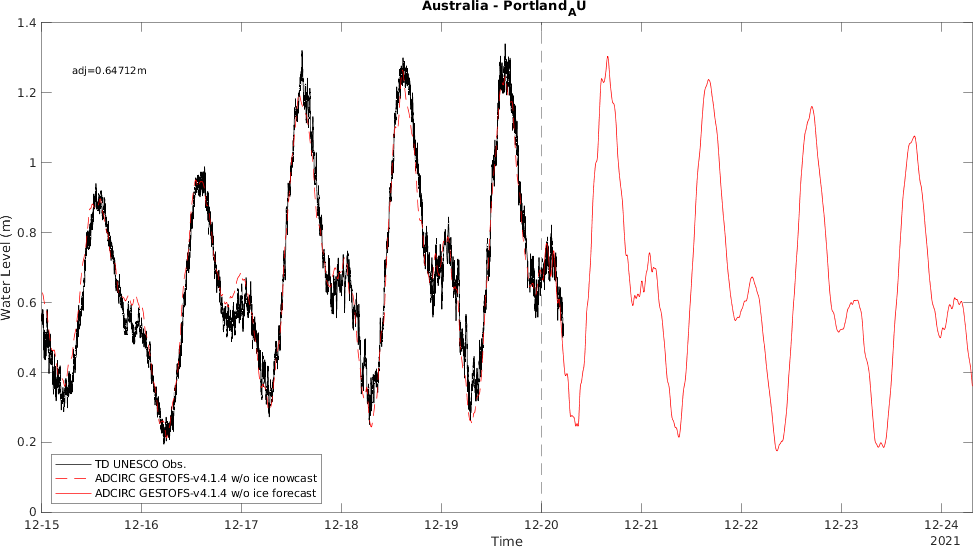 Australia - Portland_AU
adj=0.64712m
1.4
1.2
1
0.8
0.6
0.4
0.2
0
Water Level (m)
TD UNESCO Obs.
ADCIRC GESTOFS-v4.1.4 w/o ice nowcast
ADCIRC GESTOFS-v4.1.4 w/o ice forecast
12-15 12-16 12-17 12-18 12-19 12-20 12-21 12-22 12-23 12-24
Time
2021